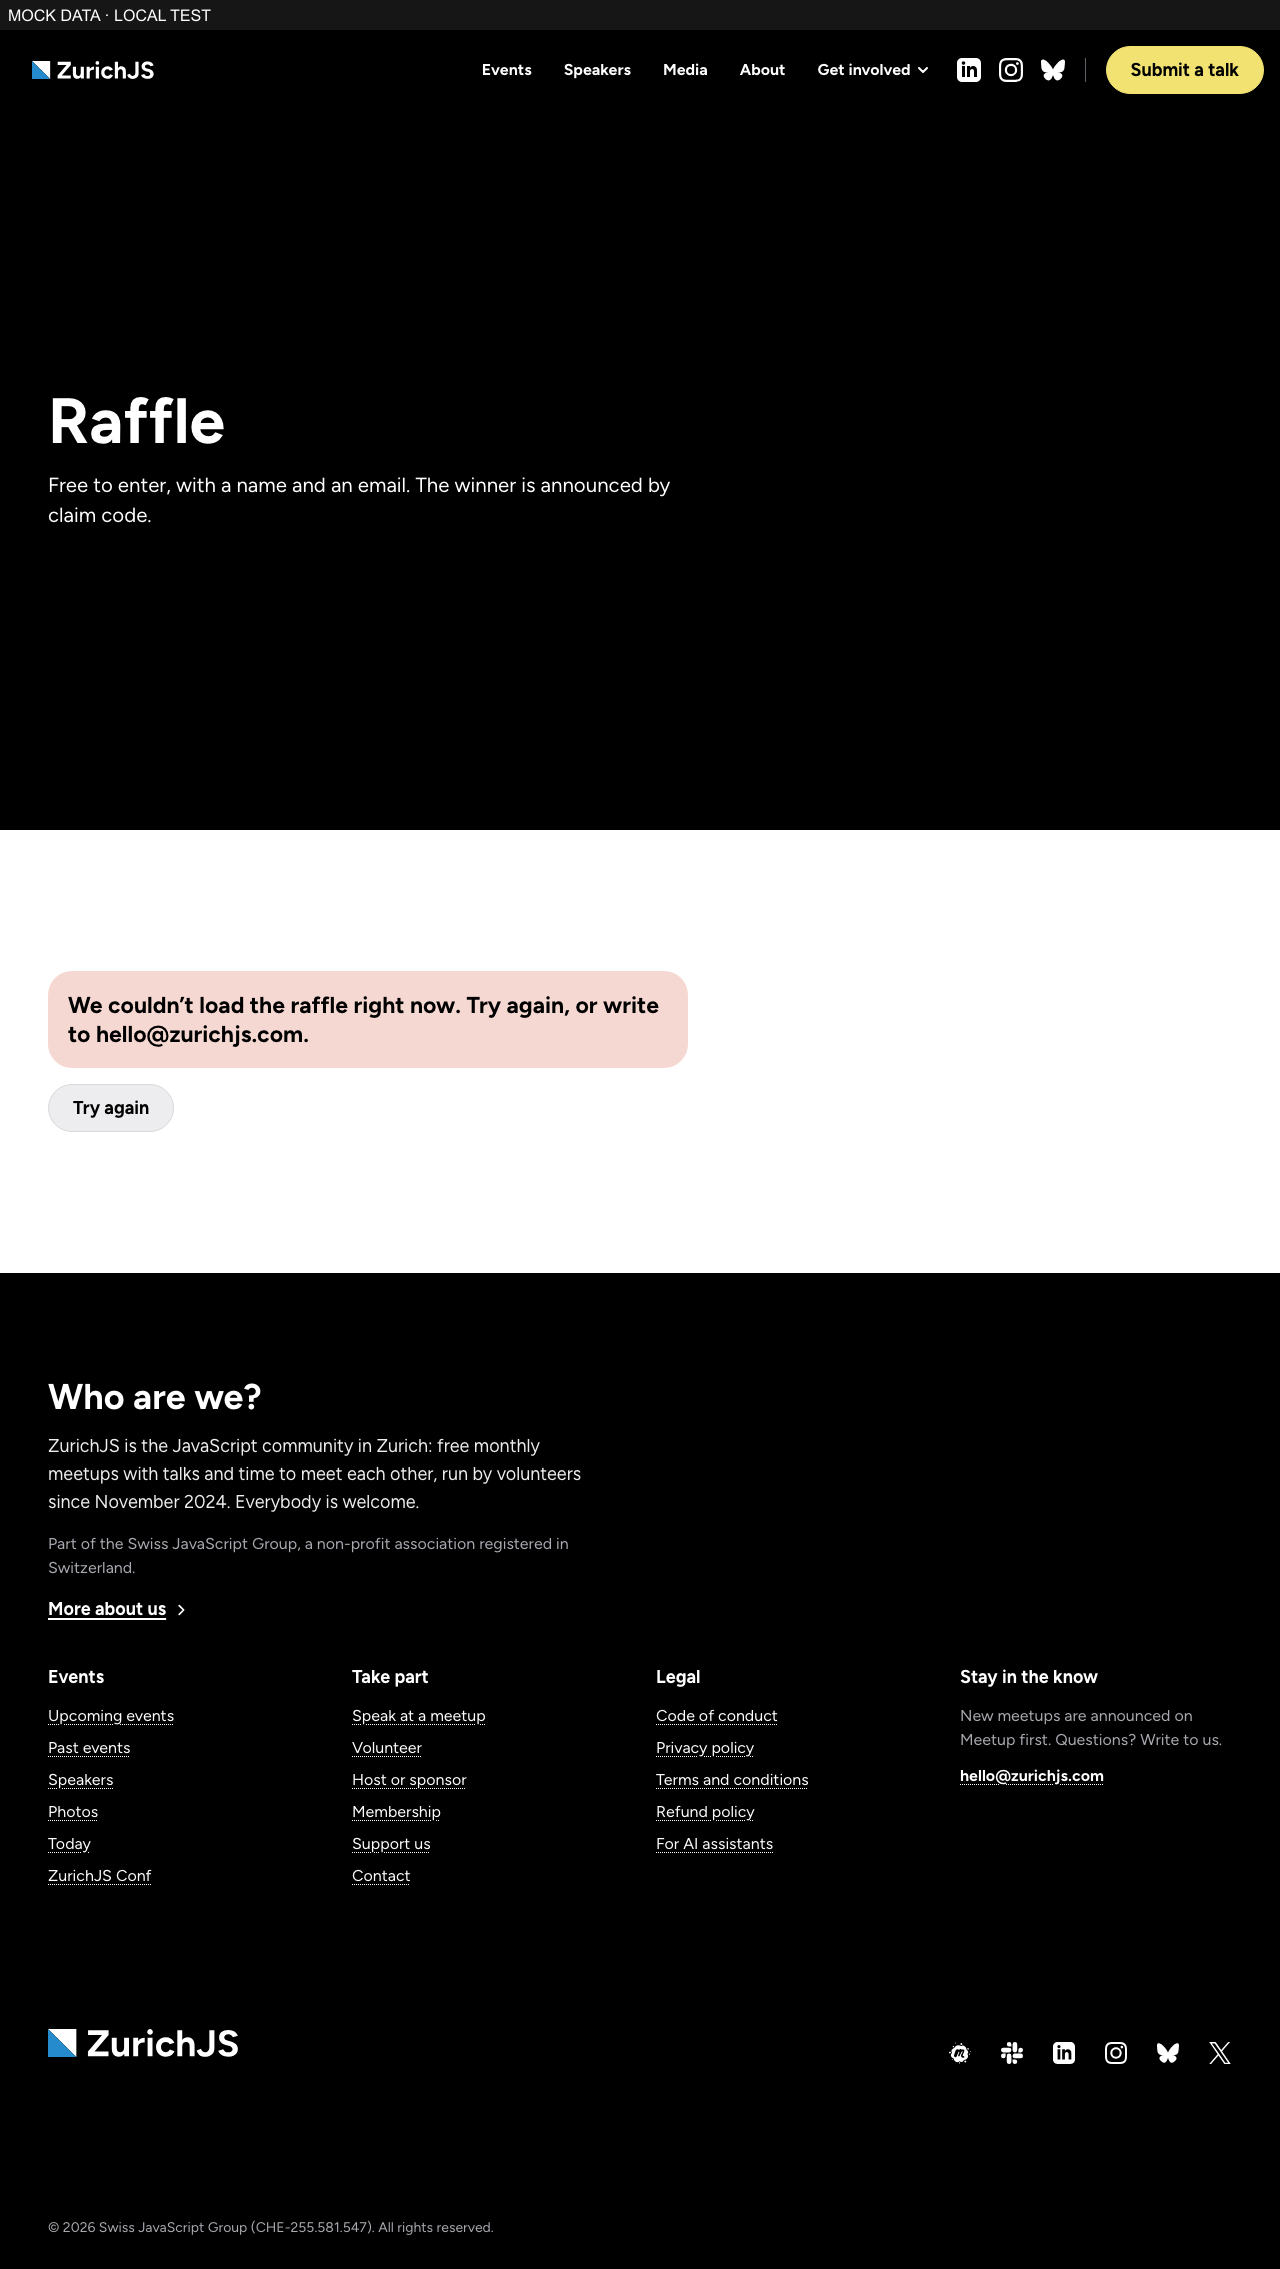 MOCK DATA · LOCAL TEST
ZurichJS
Events
Speakers
Media
About
Get involved
Submit a talk
Raffle
Free to enter, with a name and an email. The winner is announced by
claim code.
We couldn’t load the raffle right now. Try again, or write
to hello@zurichjs.com.
Try again
Who are we?
ZurichJS is the JavaScript community in Zurich: free monthly
meetups with talks and time to meet each other, run by volunteers
since November 2024. Everybody is welcome.
Part of the Swiss JavaScript Group, a non-profit association registered in
Switzerland.
More about us
Events
Upcoming events
Past events
Speakers
Photos
Today
ZurichJS Conf
Take part
Speak at a meetup
Volunteer
Host or sponsor
Membership
Support us
Contact
Legal
Code of conduct
Privacy policy
Terms and conditions
Refund policy
For AI assistants
Stay in the know
New meetups are announced on
Meetup first. Questions? Write to us.
hello@zurichjs.com
ZurichJS
© 2026 Swiss JavaScript Group (CHE-255.581.547). All rights reserved.